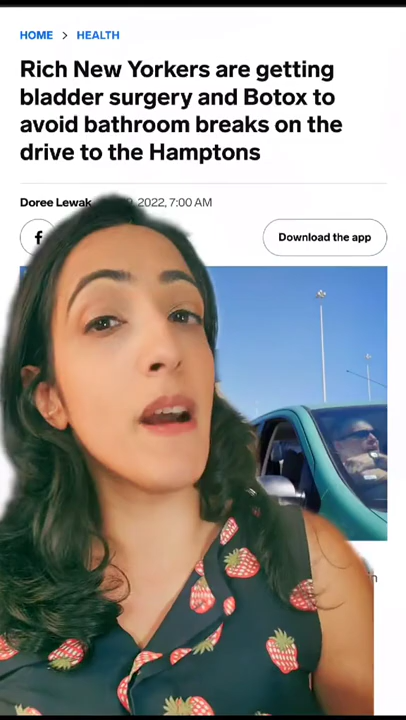 HOME > HEALTH
Rich New Yorkers are getting
bladder surgery and Botox to
avoid bathroom breaks on the
drive to the Hamptons
Doree Lewak 2022, 7:00 AM
f
Download the app